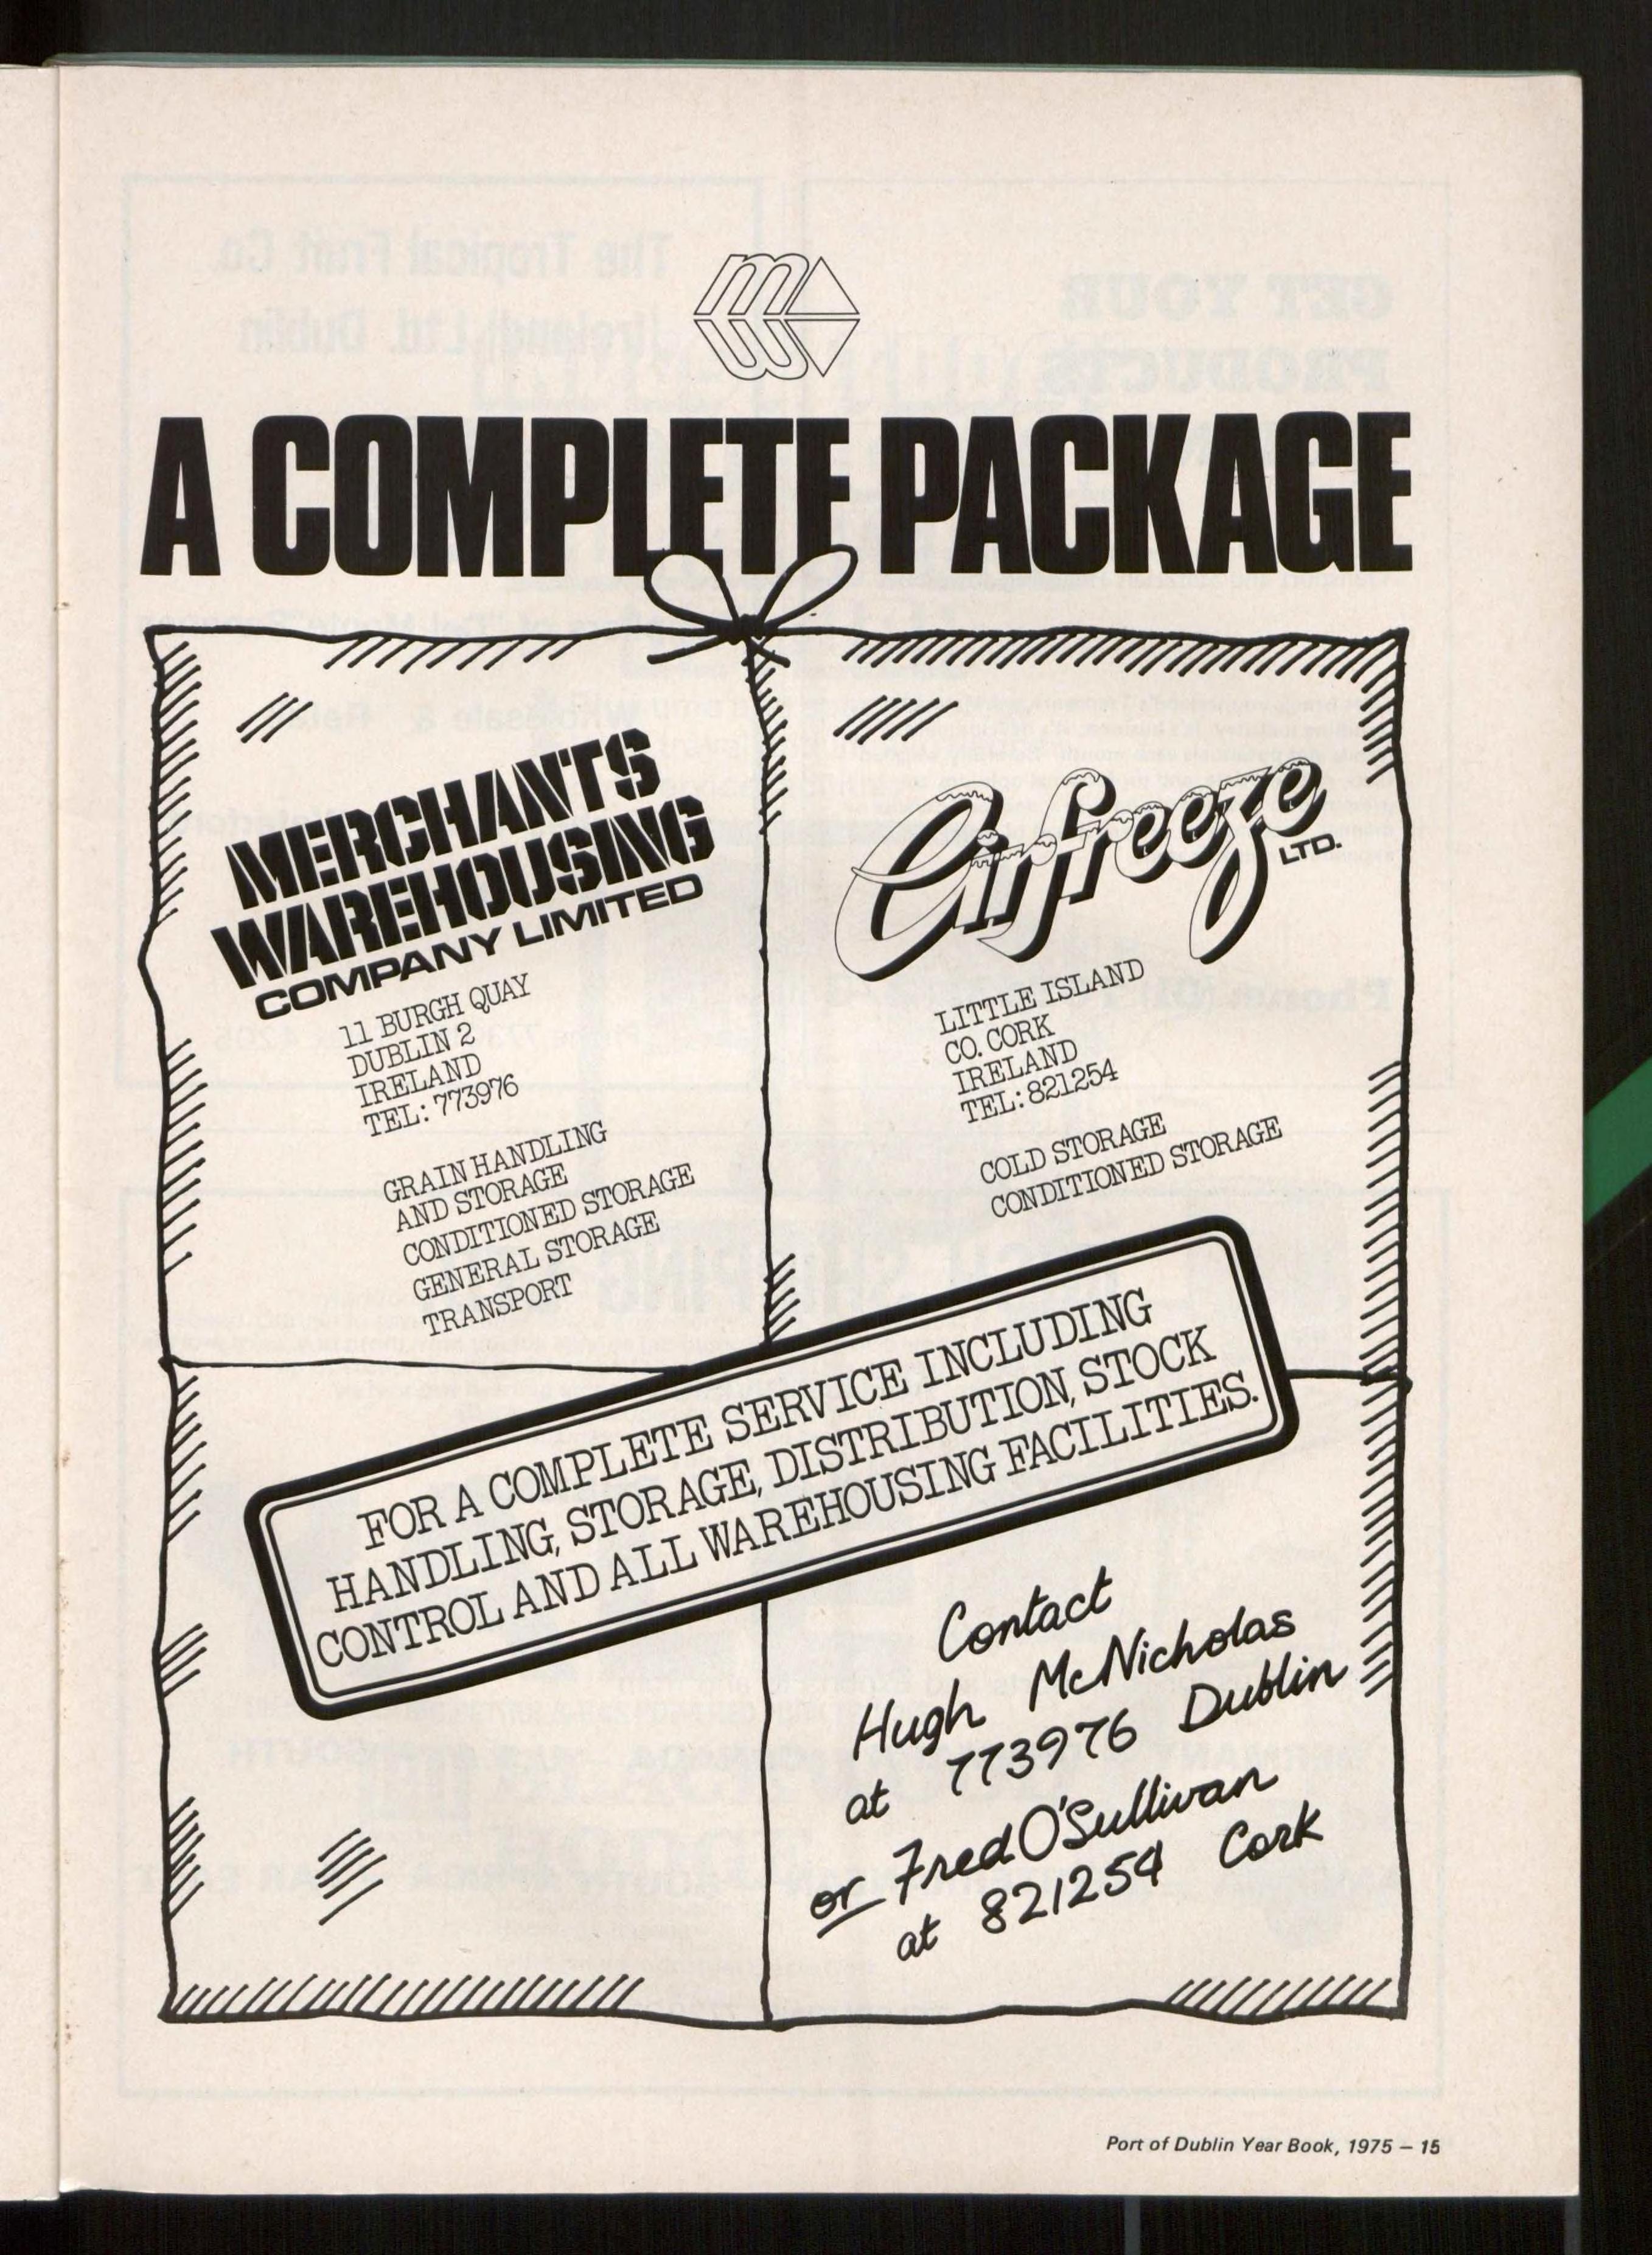 A COMPLETE PACKAGE
MERCHANTS
WAREHOUSING
COMPANY LIMITED
11 BURGH QUAY
DUBLIN 2
IRELAND
TEL: 773976
GRAIN HANDLING
AND STORAGE
CONDITIONED STORAGE
GENERAL STORAGE
TRANSPORT
Airfreeze
LTD.
LITTLE ISLAND
CO. CORK
IRELAND
TEL: 821254
COLD STORAGE
CONDITIONED STORAGE
FOR A COMPLETE SERVICE INCLUDING
HANDLING, STORAGE, DISTRIBUTION, STOCK
CONTROL AND ALL WAREHOUSING FACILITIES.
Contact
Hugh McNicholas
at 773976 Dublin
or Fred O'Sullivan
at 821254 Cork
Port of Dublin Year Book, 1975 – 15